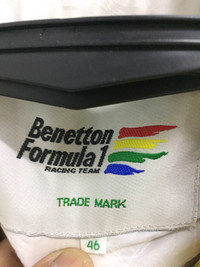 Benetton
Formula 1
RACING TEAM
TRADE MARK
46